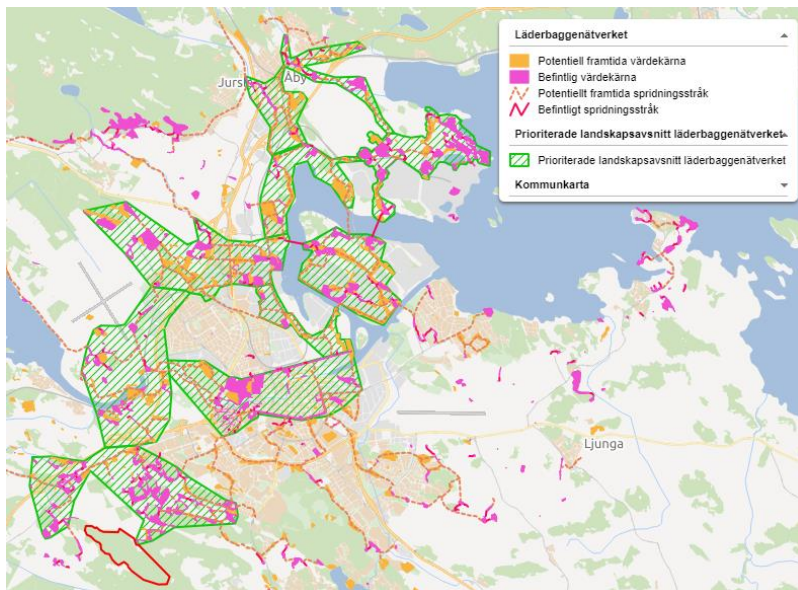 Läderbaggenätverket
Potentiell framtida värdekärna
Befintlig värdekärna
Potentiellt framtida spridningsstråk
Befintligt spridningsstråk
Prioriterade landskapsavsnitt läderbaggenätverket
Prioriterade landskapsavsnitt läderbaggenätverket
Kommunkarta
Jurs
Åby
Ljunga